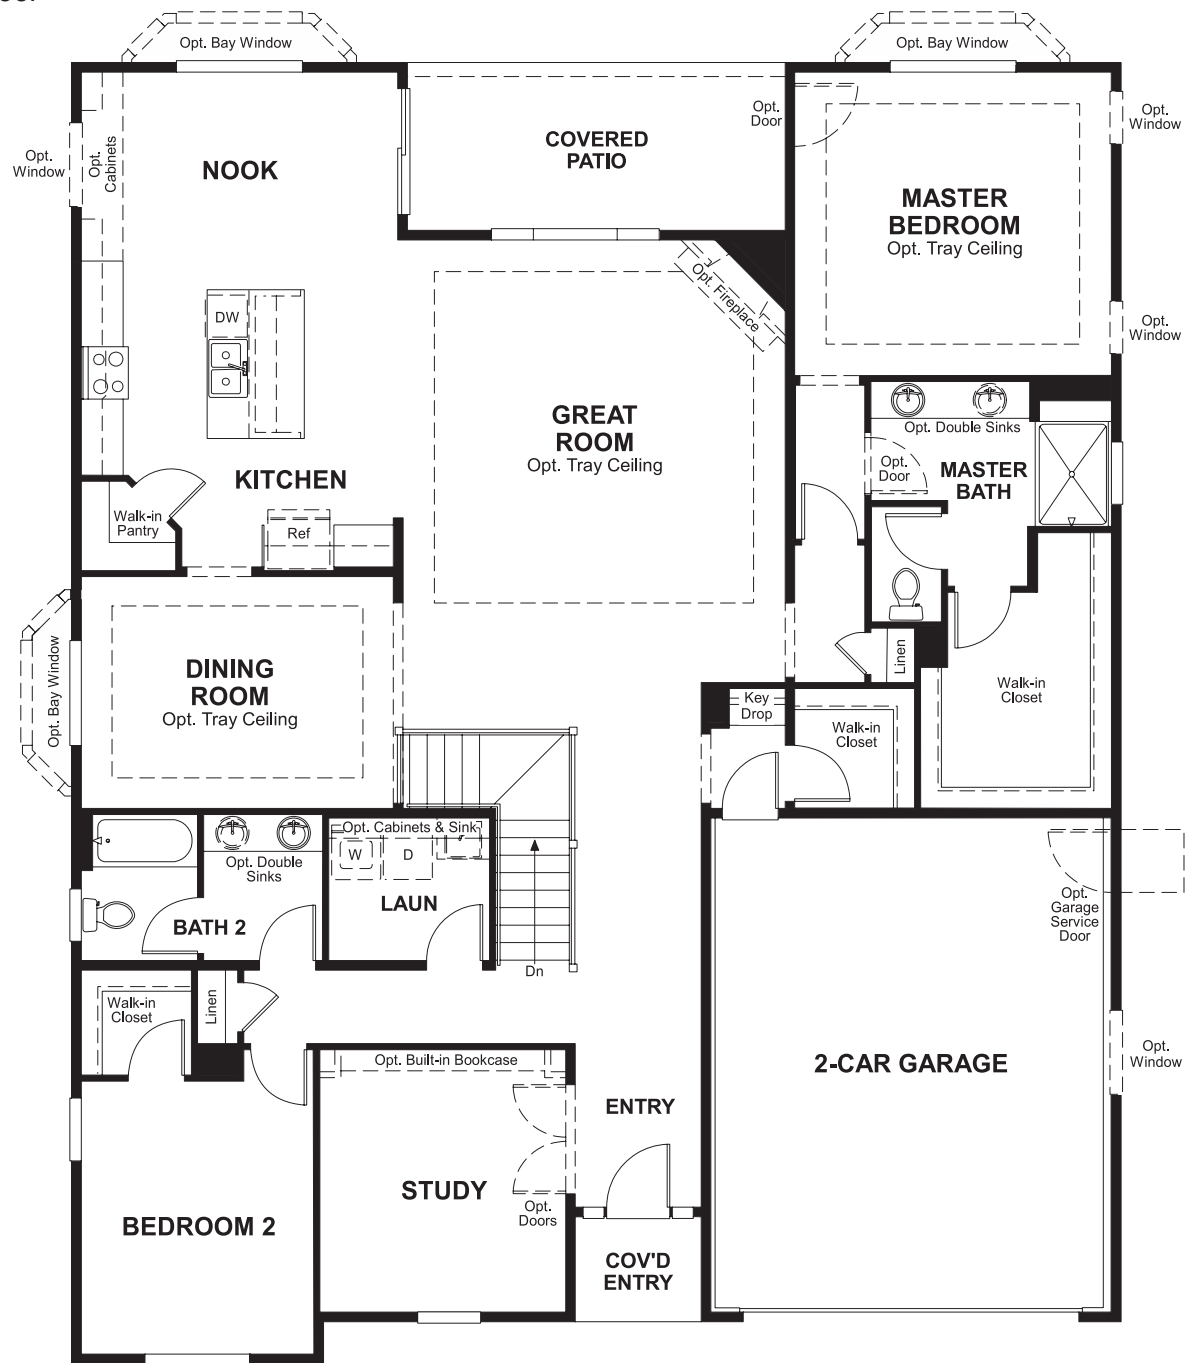 Opt. Bay Window
Opt. Bay Window
Opt.
Window
Opt.
Cabinets
NOOK
COVERED
PATIO
Opt.
Door
MASTER
BEDROOM
Opt. Tray Ceiling
Opt.
Window
Opt.
Window
DW
Opt. Fireplace
GREAT
ROOM
Opt. Tray Ceiling
Opt. Double Sinks
Opt.
Door
MASTER
BATH
KITCHEN
Walk-in
Pantry
Ref
Opt. Bay Window
DINING
ROOM
Opt. Tray Ceiling
Linen
Walk-in
Closet
Key
Drop
Walk-in
Closet
Opt. Double
Sinks
Opt. Cabinets & Sink
W
D
LAUN
BATH 2
Opt.
Garage
Service
Door
Dn
Walk-in
Closet
Linen
Opt. Built-in Bookcase
2-CAR GARAGE
Opt.
Window
ENTRY
STUDY
Opt.
Doors
BEDROOM 2
COV'D
ENTRY